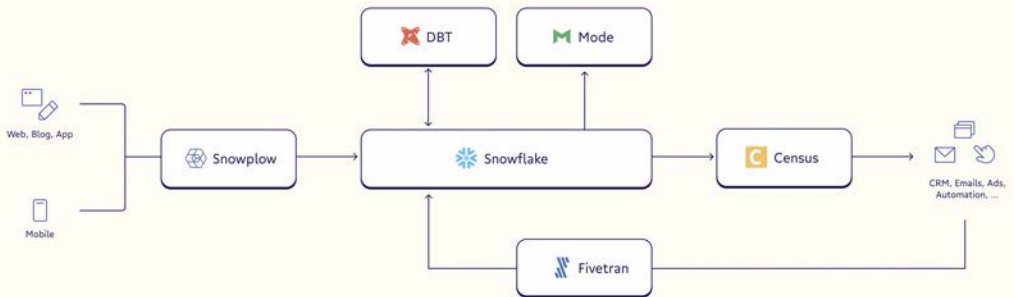 DBT
Mode
Web, Blog, App
Snowplow
Snowflake
C Census
CRM, Emails, Ads,
Automation, ...
Mobile
Fivetran